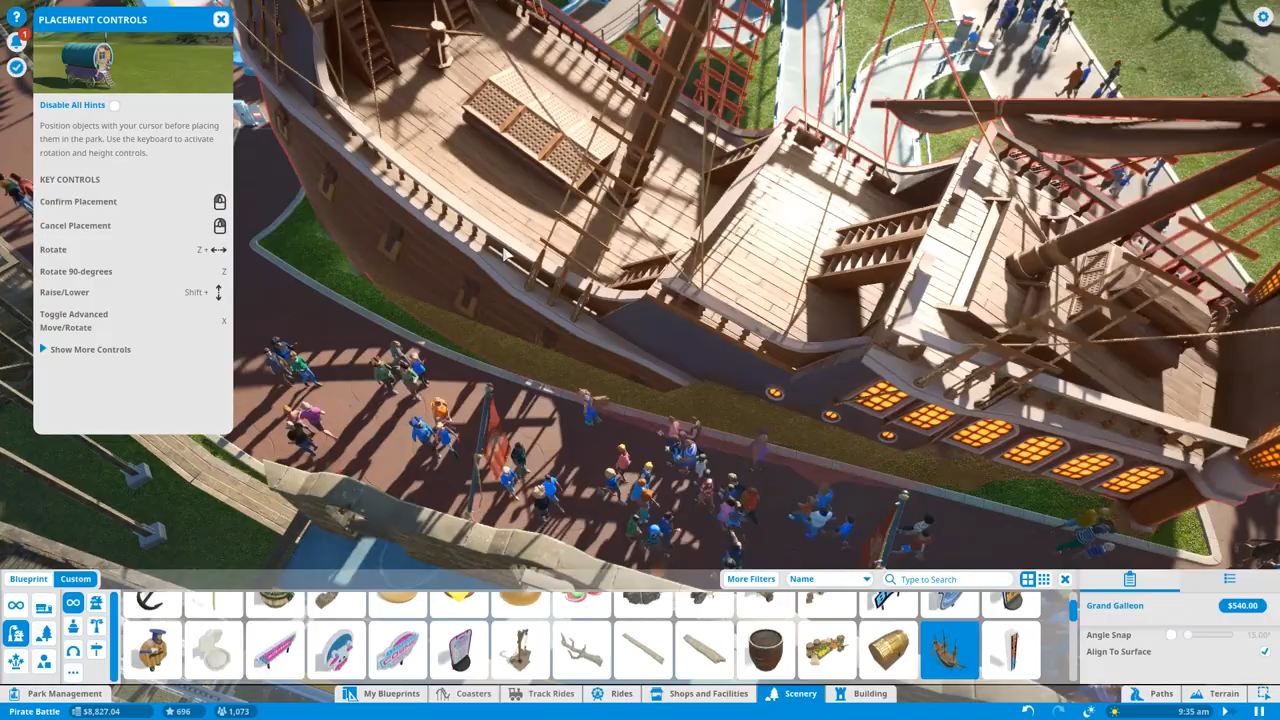 PLACEMENT CONTROLS
?
1
Disable All Hints
Position objects with your cursor before placing
them in the park. Use the keyboard to activate
rotation and height controls.
KEY CONTROLS
Confirm Placement
Cancel Placement
Rotate Z +
Rotate 90-degrees Z
Raise/Lower Shift +
Toggle Advanced
Move/Rotate X
Show More Controls
Blueprint Custom More Filters Name Type to Search
Grand Galleon $540.00
Angle Snap 15.00°
Align To Surface
Park Management My Blueprints Coasters Track Rides Rides Shops and Facilities Scenery Building Paths Terrain
Pirate Battle $8,827.04 696 1,073 9:35 am